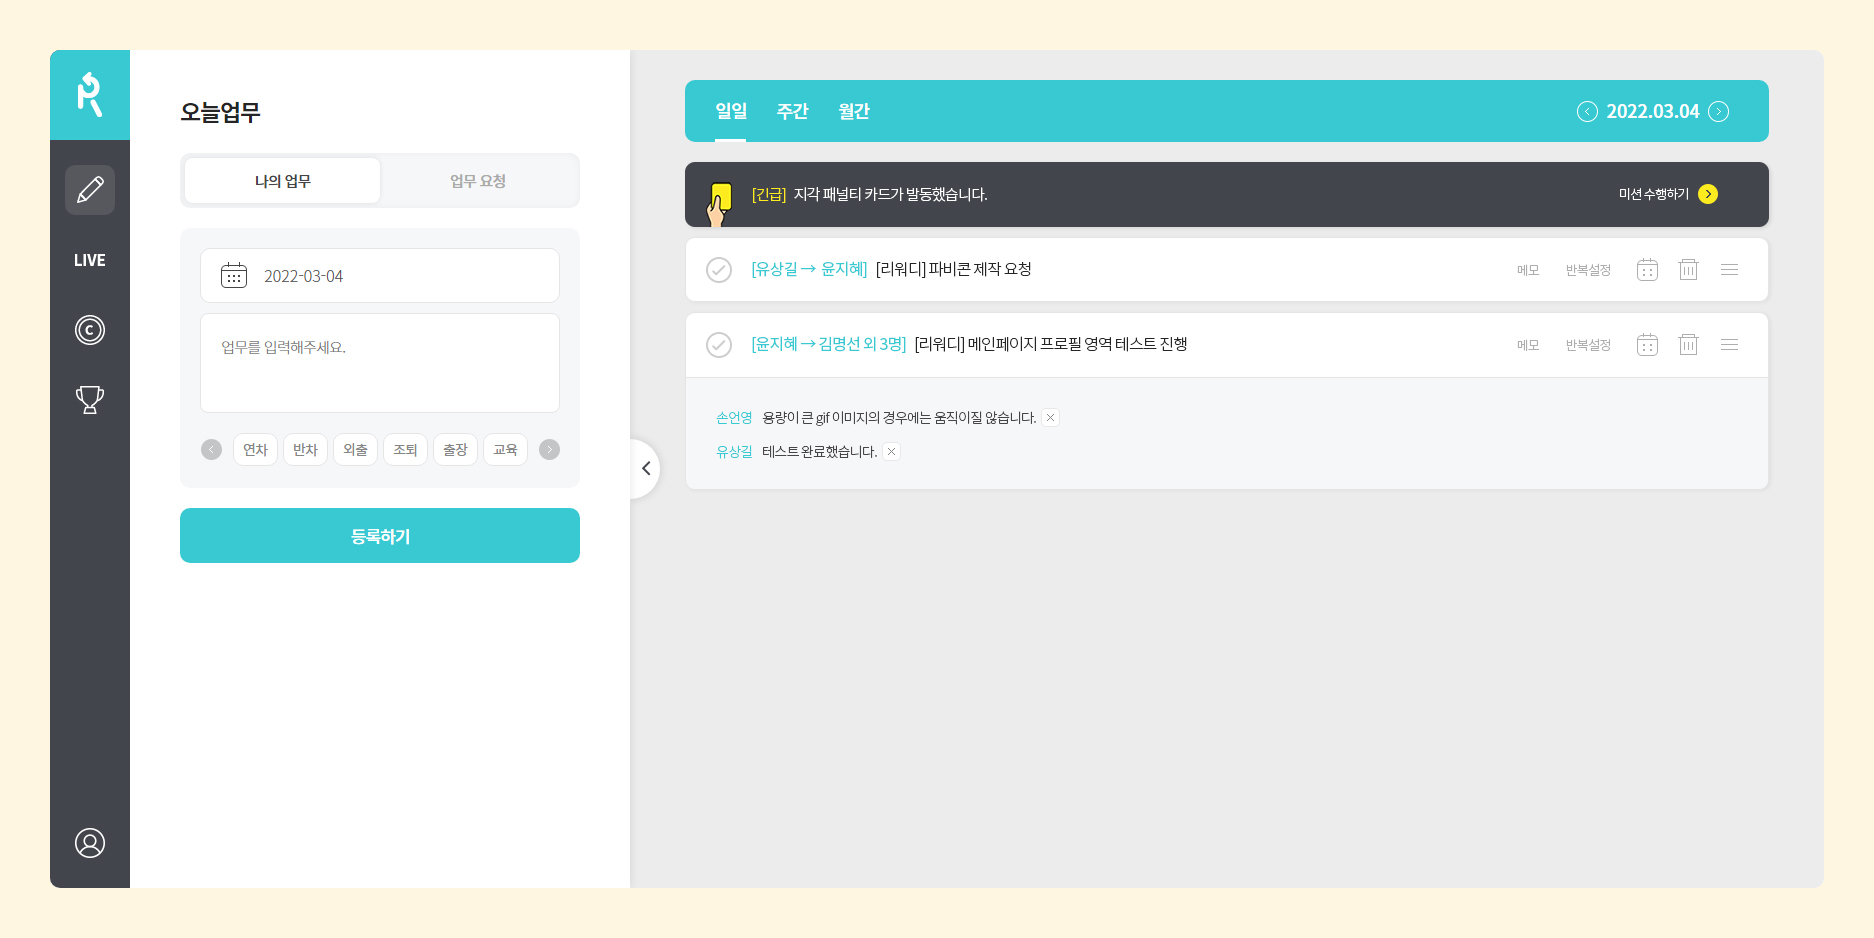 LIVE
C
오늘업무
나의 업무
업무 요청
2022-03-04
업무를 입력해주세요.
연차
반차
외출
조퇴
출장
교육
등록하기
일일
주간
월간
2022.03.04
[긴급] 지각 패널티 카드가 발동했습니다.
미션 수행하기
[유상길 → 윤지혜] [리워디] 파비콘 제작 요청
메모
반복설정
[윤지혜 → 김명선 외 3명] [리워디] 메인페이지 프로필 영역 테스트 진행
메모
반복설정
손언영 용량이 큰 gif 이미지의 경우에는 움직이질 않습니다.
유상길 테스트 완료했습니다.